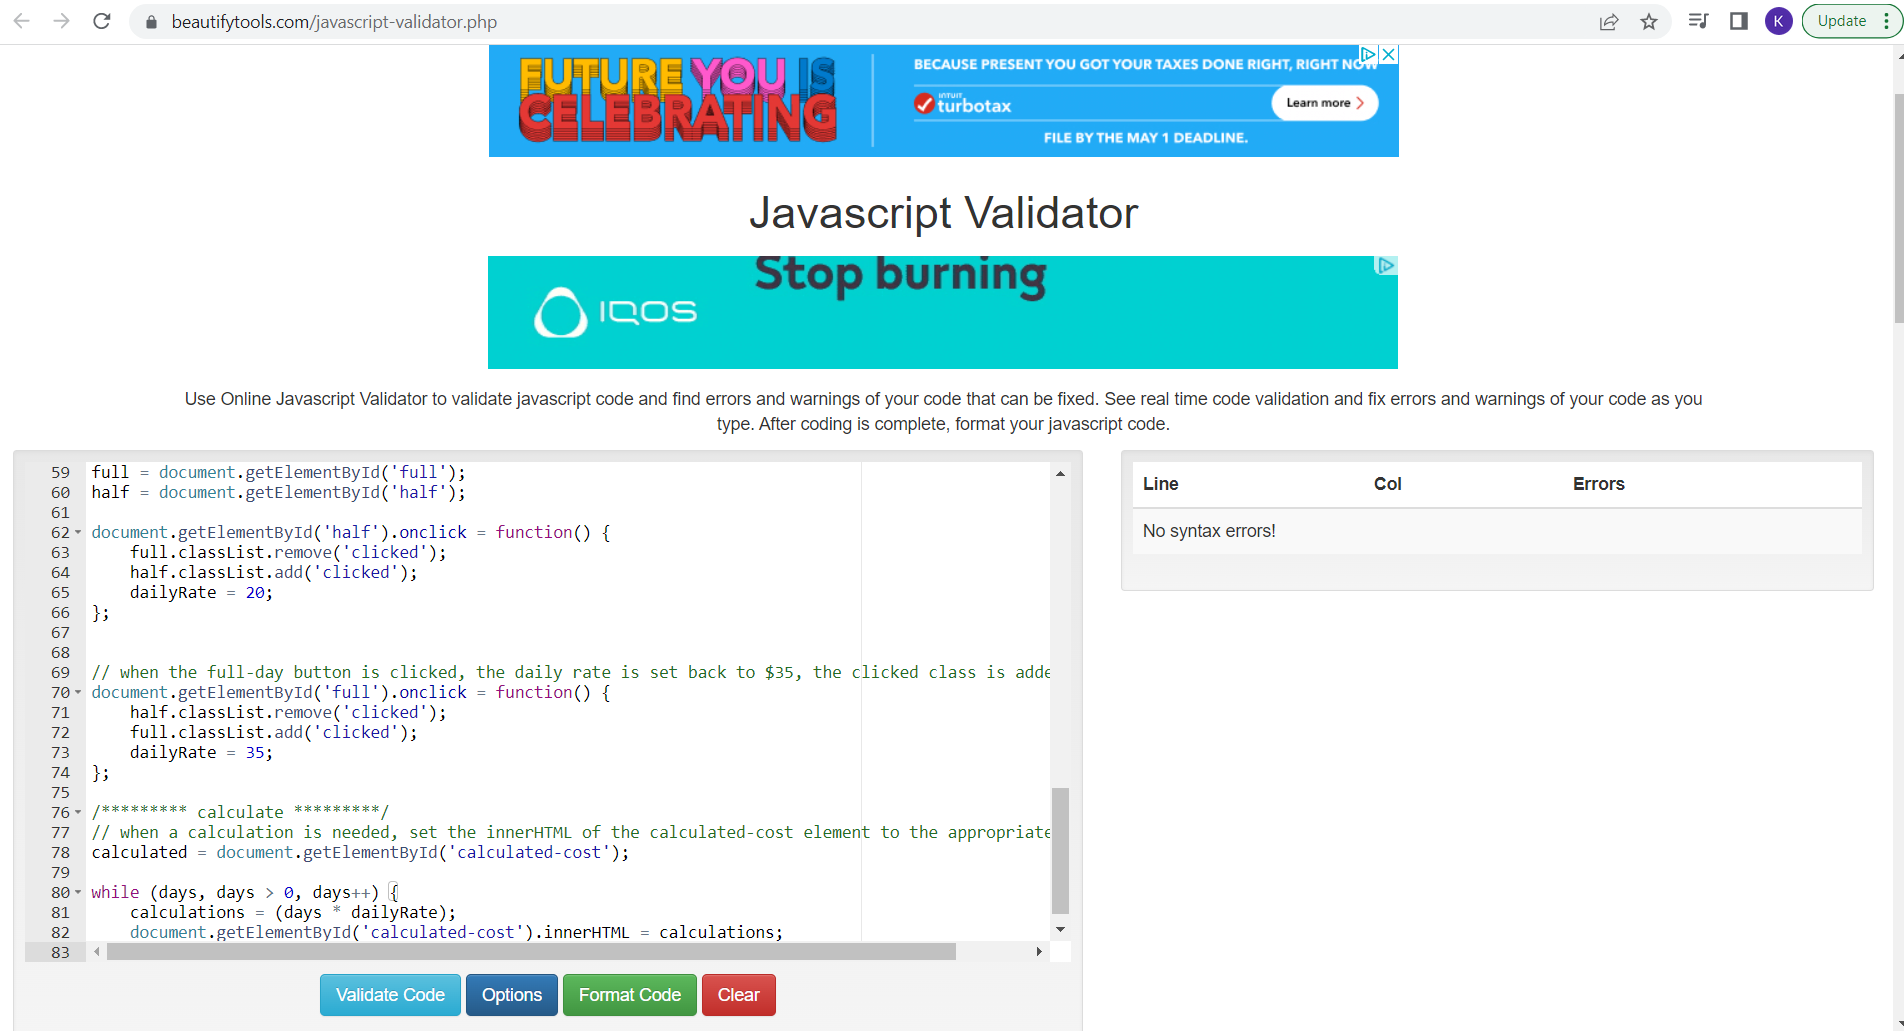 beautifytools.com/javascript-validator.php
K
Update
FUTURE YOU IS
CELEBRATING
BECAUSE PRESENT YOU GOT YOUR TAXES DONE RIGHT, RIGHT NOW
INTUIT
turbotax
Learn more
FILE BY THE MAY 1 DEADLINE.
Javascript Validator
Stop burning
IQOS
Use Online Javascript Validator to validate javascript code and find errors and warnings of your code that can be fixed. See real time code validation and fix errors and warnings of your code as you
type. After coding is complete, format your javascript code.
59 full = document.getElementById('full');
60 half = document.getElementById('half');
61
62 document.getElementById('half').onclick = function() {
63     full.classList.remove('clicked');
64     half.classList.add('clicked');
65     dailyRate = 20;
66 };
67
68
69 // when the full-day button is clicked, the daily rate is set back to $35, the clicked class is adde
70 document.getElementById('full').onclick = function() {
71     half.classList.remove('clicked');
72     full.classList.add('clicked');
73     dailyRate = 35;
74 };
75
76 /********* calculate *********/
77 // when a calculation is needed, set the innerHTML of the calculated-cost element to the appropriate
78 calculated = document.getElementById('calculated-cost');
79
80 while (days, days > 0, days++) {
81     calculations = (days * dailyRate);
82     document.getElementById('calculated-cost').innerHTML = calculations;
83
Line Col Errors
No syntax errors!
Validate Code
Options
Format Code
Clear